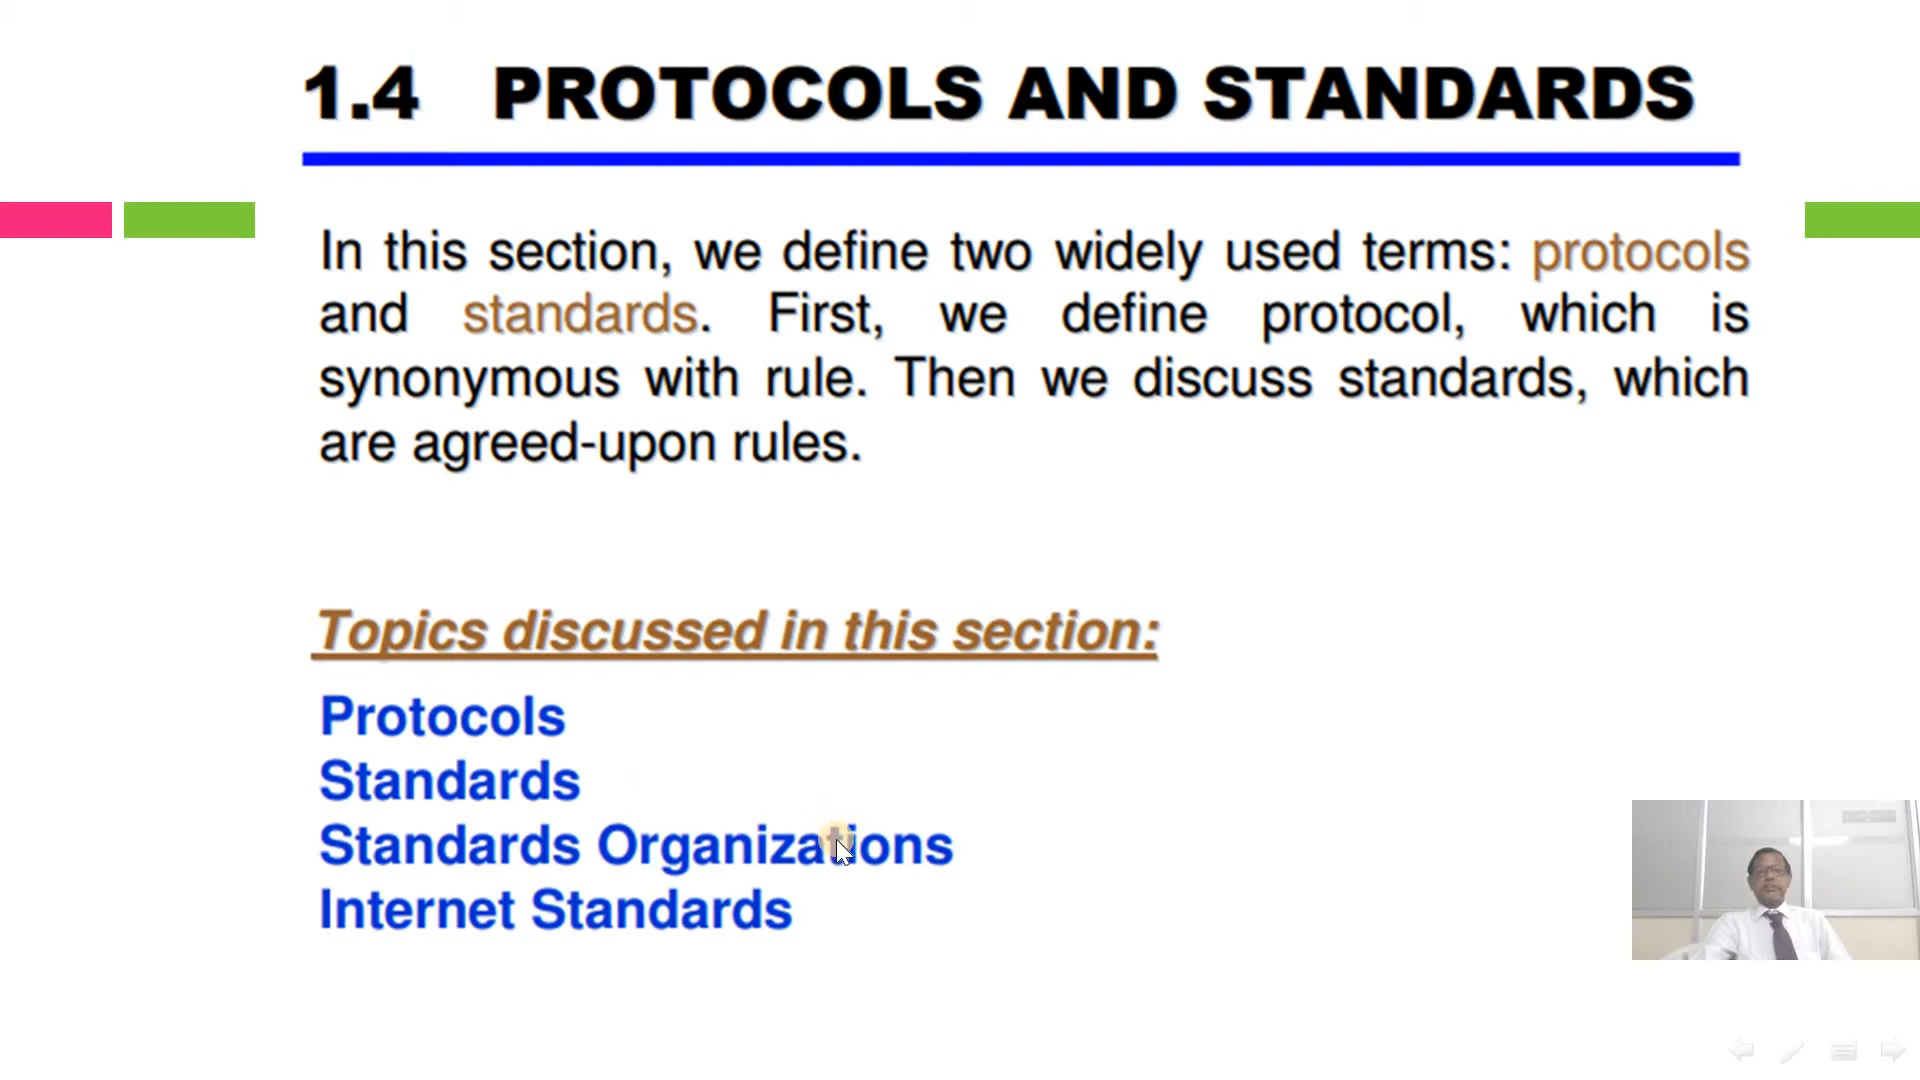 1.4 PROTOCOLS AND STANDARDS
In this section, we define two widely used terms: protocols
and standards. First, we define protocol, which is
synonymous with rule. Then we discuss standards, which
are agreed-upon rules.
Topics discussed in this section:
Protocols
Standards
Standards Organizations
Internet Standards